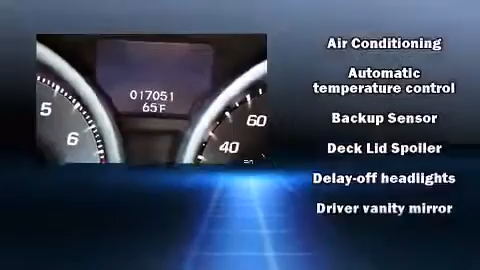 017051
65°F
5
6
60
40
Air Conditioning
Automatic
temperature control
Backup Sensor
Deck Lid Spoiler
Delay-off headlights
Driver vanity mirror